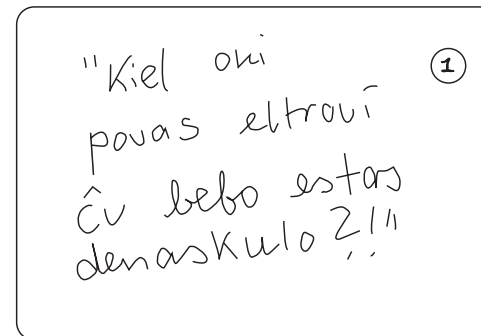 "Kiel oni
1
povas eltrovi
ĉu bebo estas
denaskulo?!"